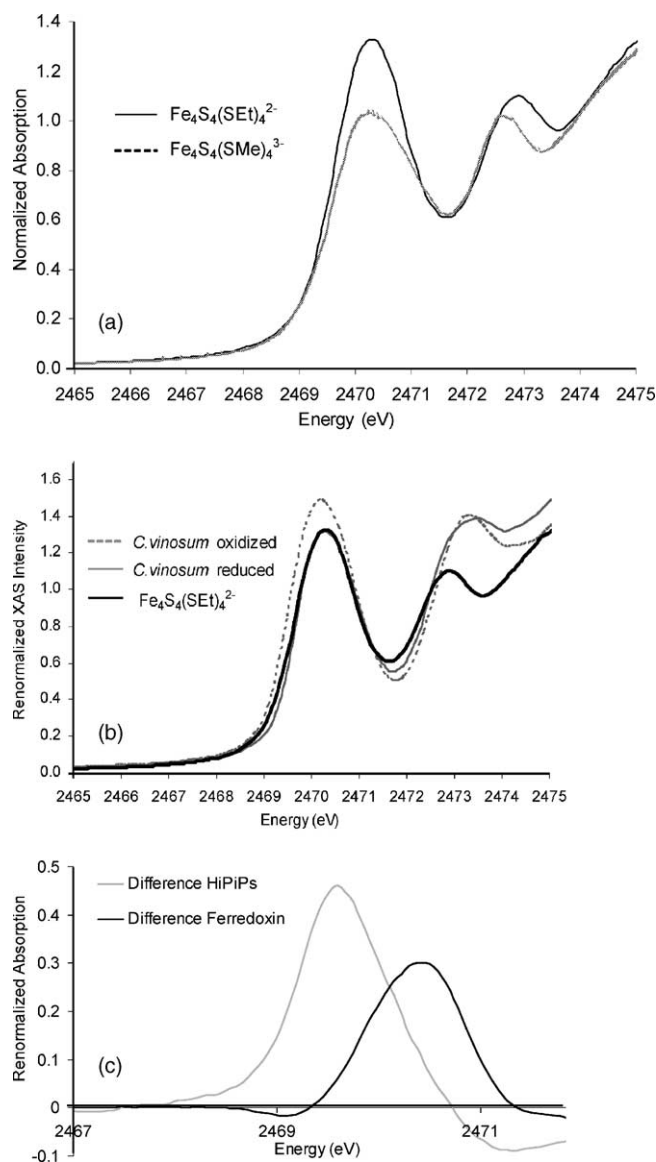 1.4
1.2
1.0
0.8
0.6
0.4
0.2
0.0
Normalized Absorption
Fe4S4(SEt)4 2-
Fe4S4(SMe)4 3-
(a)
2465 2466 2467 2468 2469 2470 2471 2472 2473 2474 2475
Energy (eV)
1.6
1.4
1.2
1.0
0.8
0.6
0.4
0.2
0.0
Renormalized XAS Intensity
C.vinosum oxidized
C.vinosum reduced
Fe4S4(SEt)4 2-
(b)
2465 2466 2467 2468 2469 2470 2471 2472 2473 2474 2475
Energy (eV)
0.5
0.4
0.3
0.2
0.1
0
-0.1
Renormalized Absorption
Difference HiPiPs
Difference Ferredoxin
(c)
2467 2469 2471
Energy (eV)